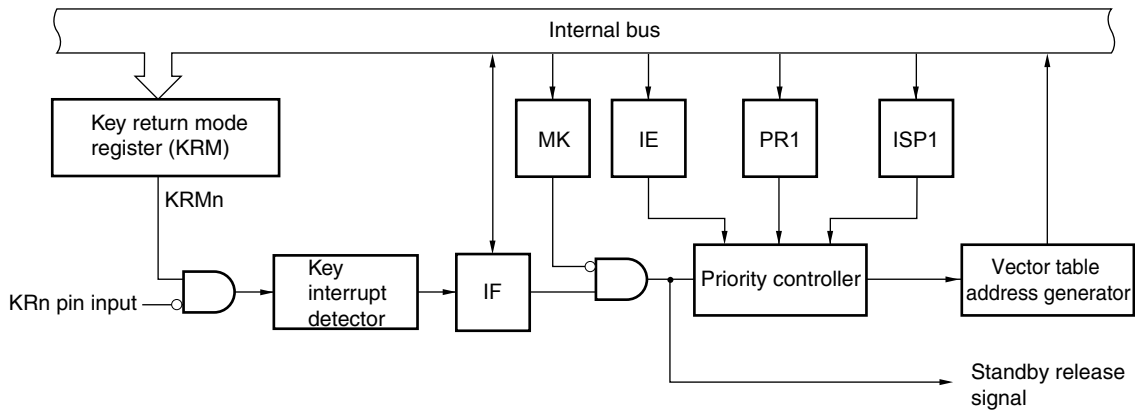 Internal bus
Key return mode
register (KRM)
MK
IE
PR1
ISP1
KRMn
KRn pin input
Key
interrupt
detector
IF
Priority controller
Vector table
address generator
Standby release
signal